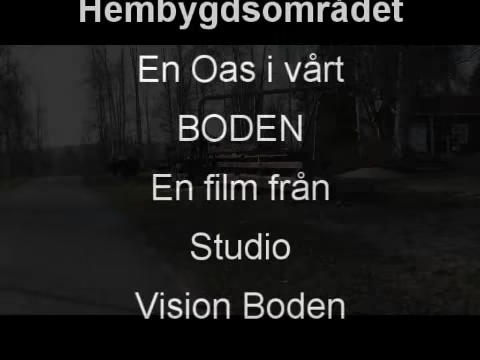 Hembygdsområdet
En Oas i vårt
BODEN
En film från
Studio
Vision Boden